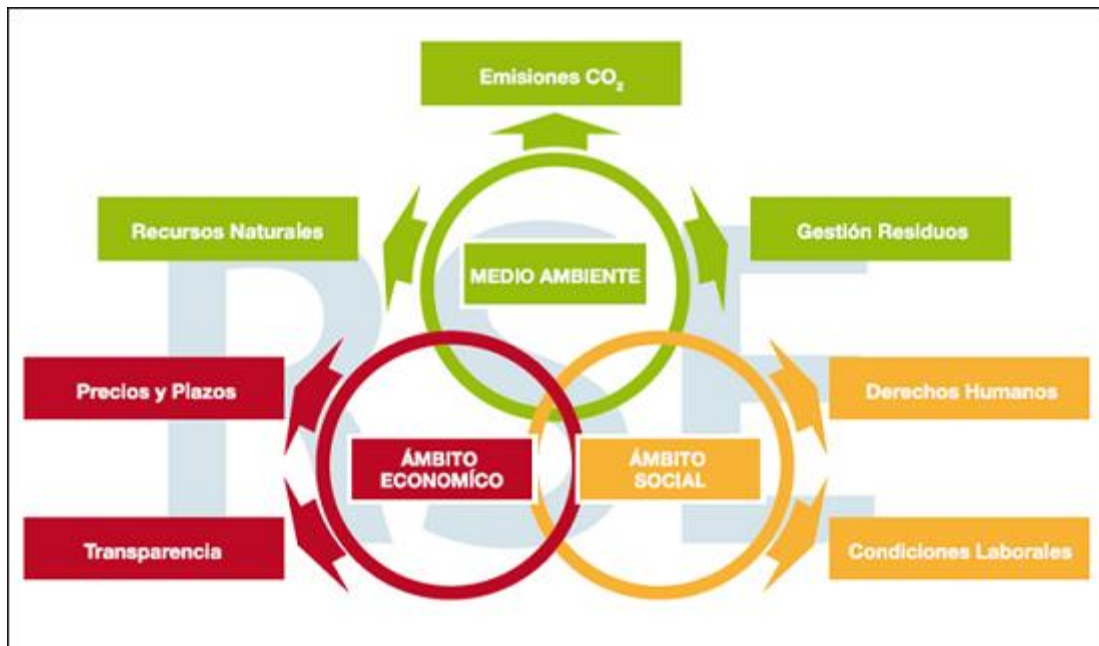 Emisiones CO₂
Recursos Naturales
Gestión Residuos
MEDIO AMBIENTE
Precios y Plazos
Derechos Humanos
ÁMBITO
ECONOMÍCO
ÁMBITO
SOCIAL
Transparencia
Condiciones Laborales
RSE